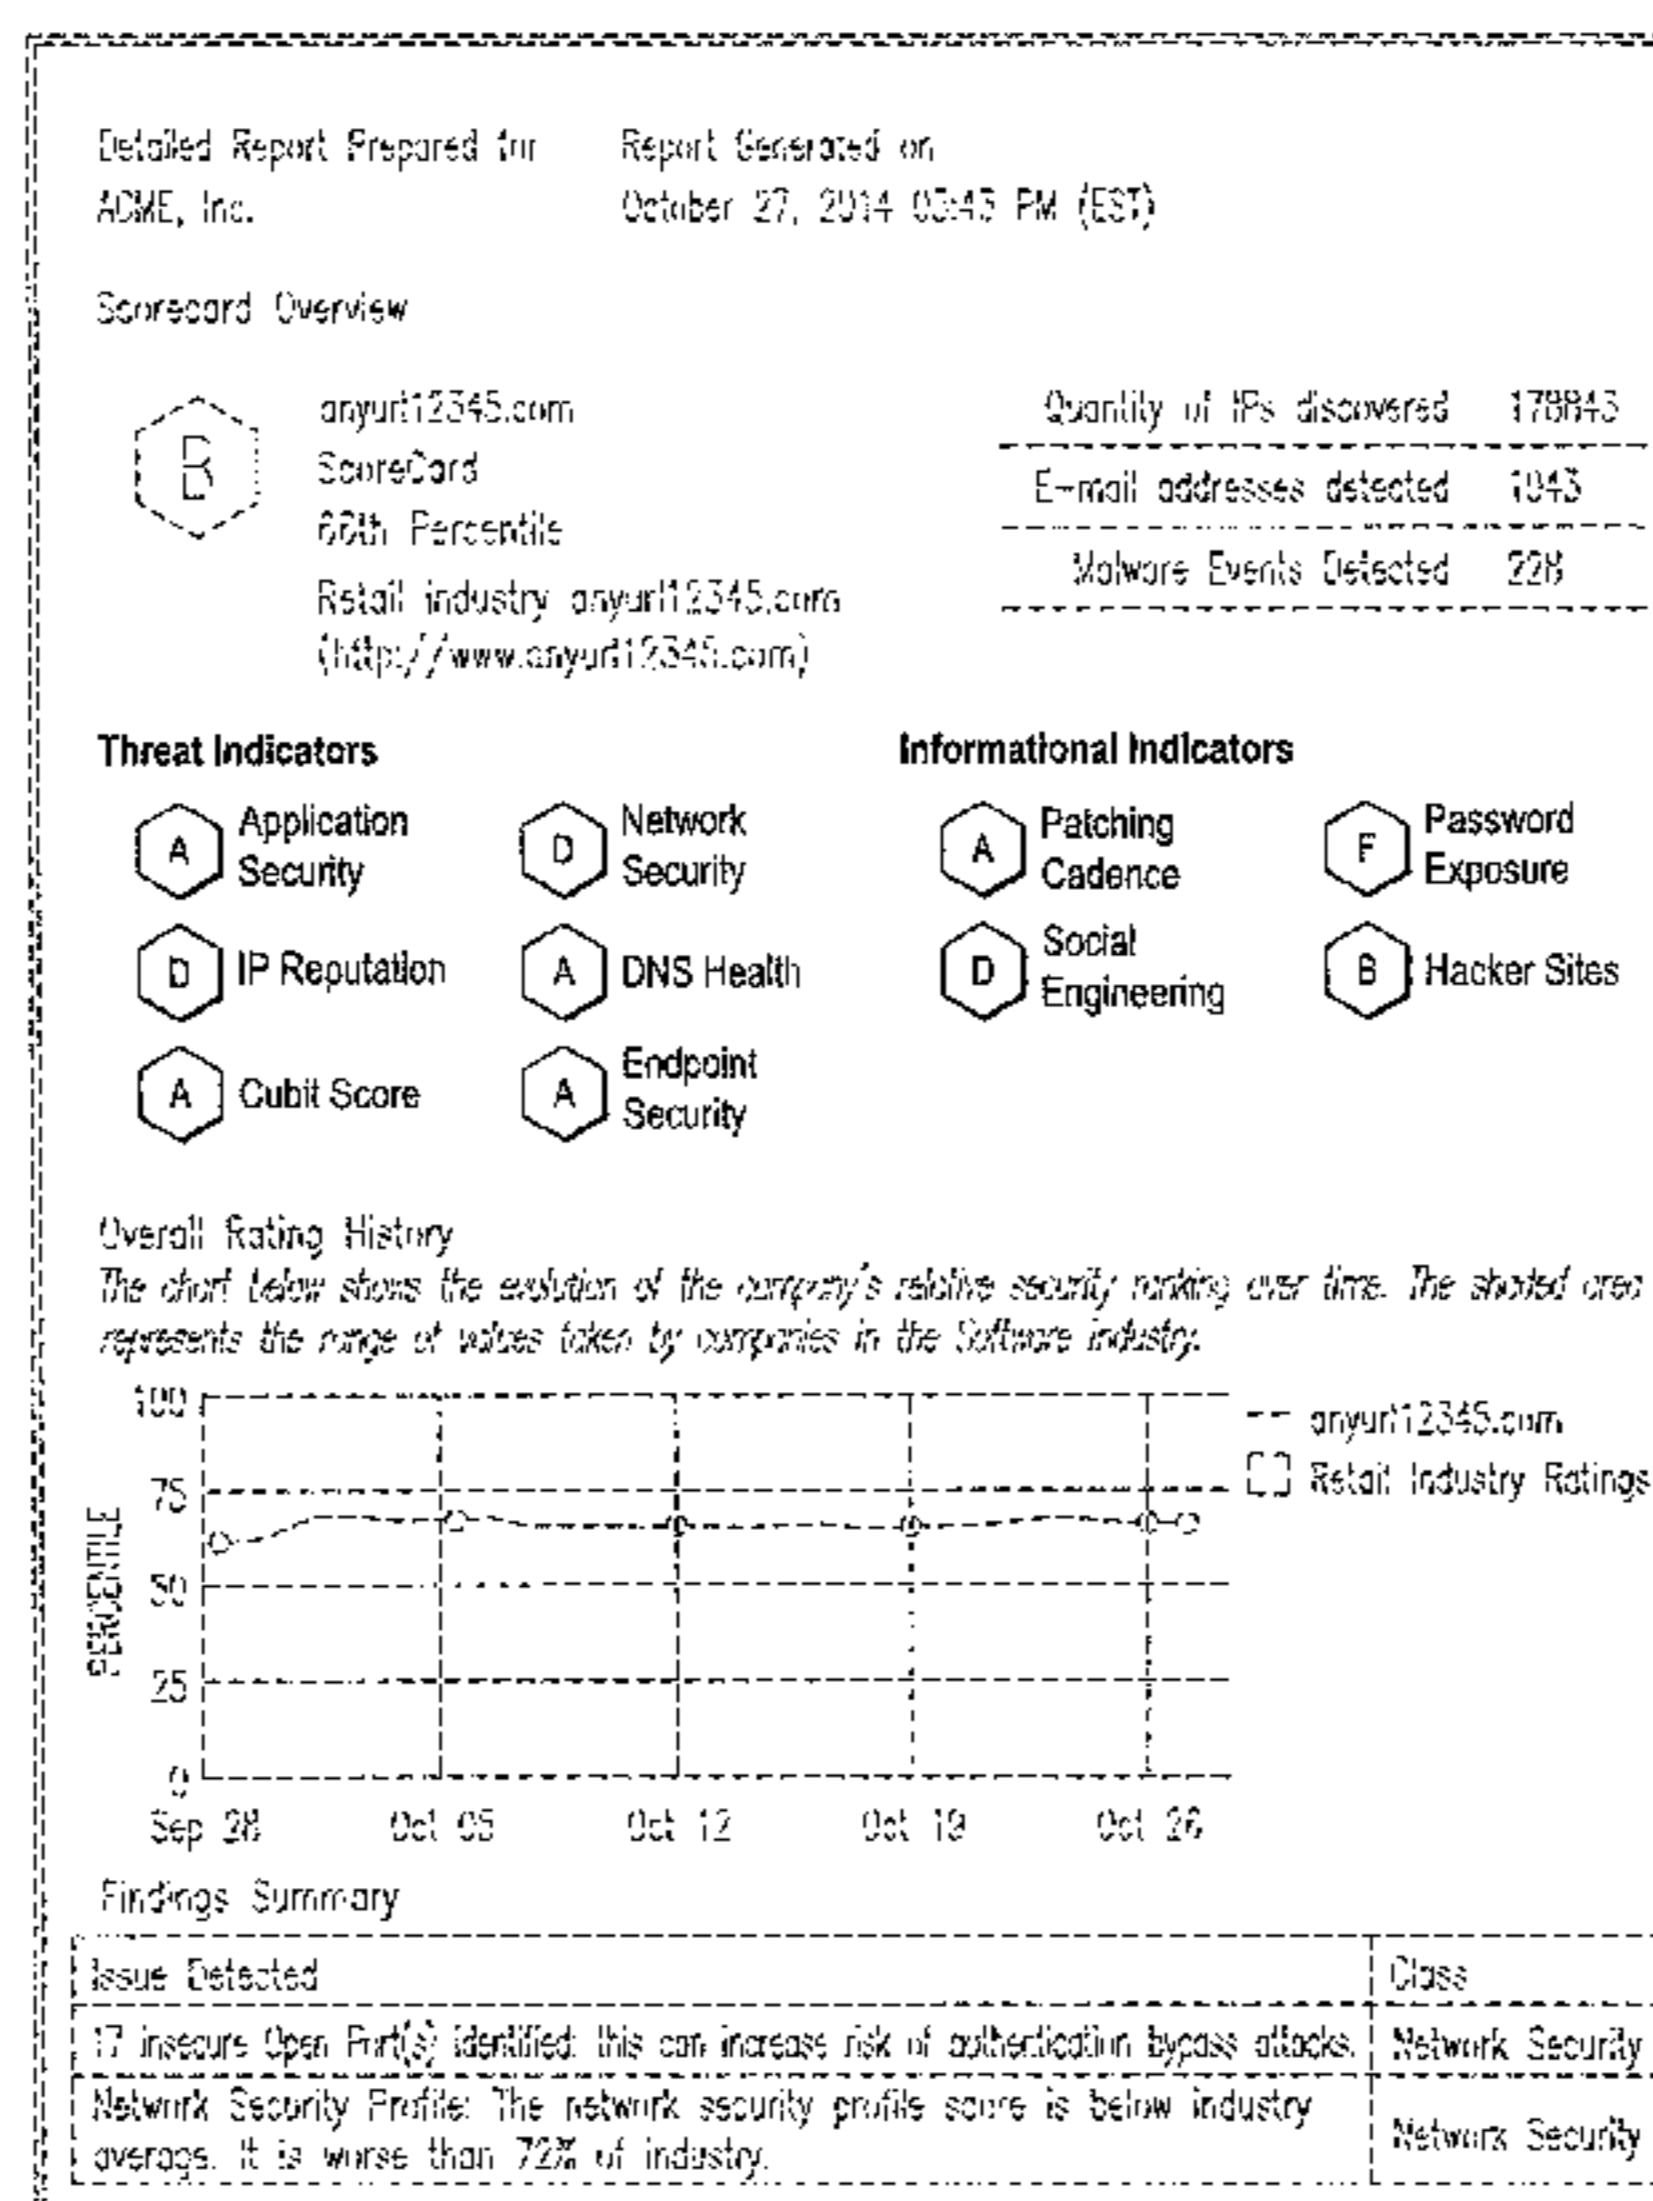 Detailed Report Prepared for
ACME, Inc.
Report Generated on
October 27, 2014 03:43 PM (EST)
Scorecard Overview
B
anyurl12345.com
ScoreCard
Percentile
Retail industry anyurl12345.com
(http://www.anyurl12345.com)
Quantity of IPs discovered
E-mail addresses detected 1043
Malware Events Detected 228
Threat Indicators
A Application
Security
D Network
Security
D IP Reputation
A DNS Health
A Cubit Score
A Endpoint
Security
Informational Indicators
A Patching
Cadence
F Password
Exposure
D Social
Engineering
B Hacker Sites
Overall Rating History
The chart below shows the evolution of the company's relative security ranking over time. The shaded area
represents the range of values taken by companies in the Software industry.
PERCENTILE
100
75
50
25
0
Sep 28 Oct 05 Oct 12 Oct 19 Oct 26
-- anyurl12345.com
Retail Industry Ratings
Findings Summary
Issue Detected Class
17 insecure Open Port(s) identified: this can increase risk of authentication bypass attacks. Network Security
Network Security Profile: The network security profile score is below industry
average. It is worse than 72% of industry. Network Security